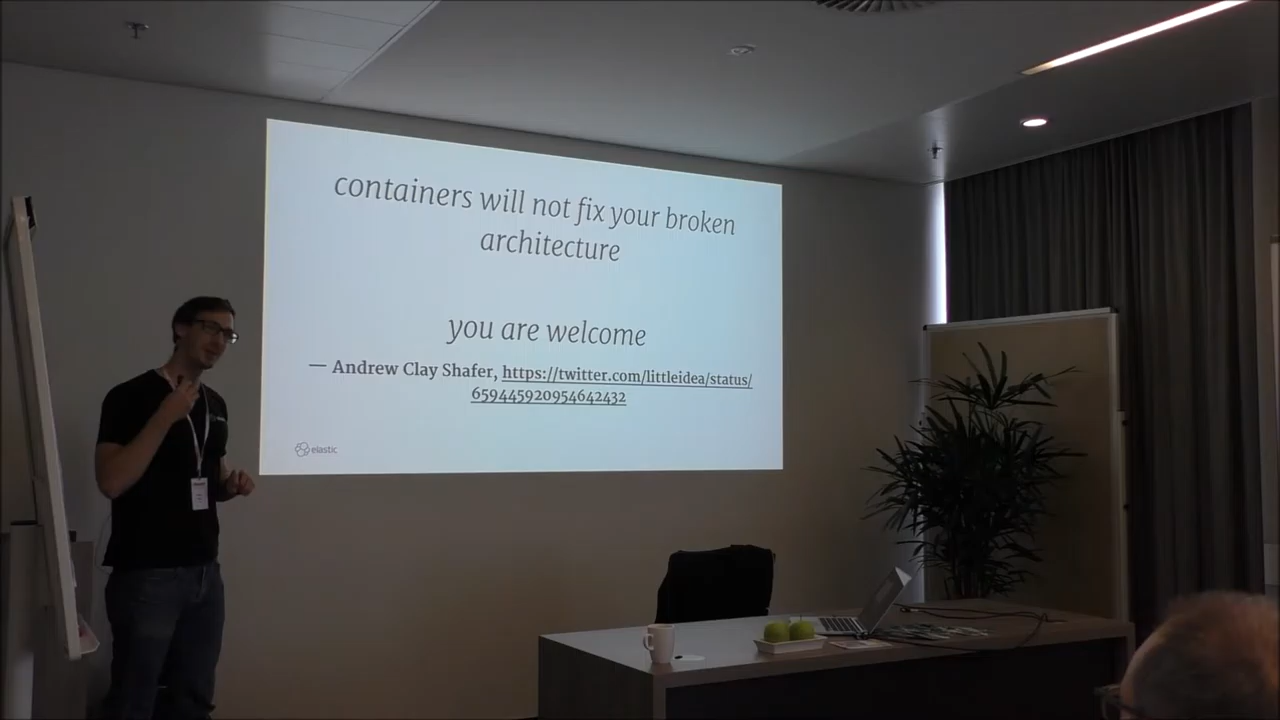 containers will not fix your broken
architecture
you are welcome
— Andrew Clay Shafer, https://twitter.com/littleidea/status/
659445920954642432
elastic